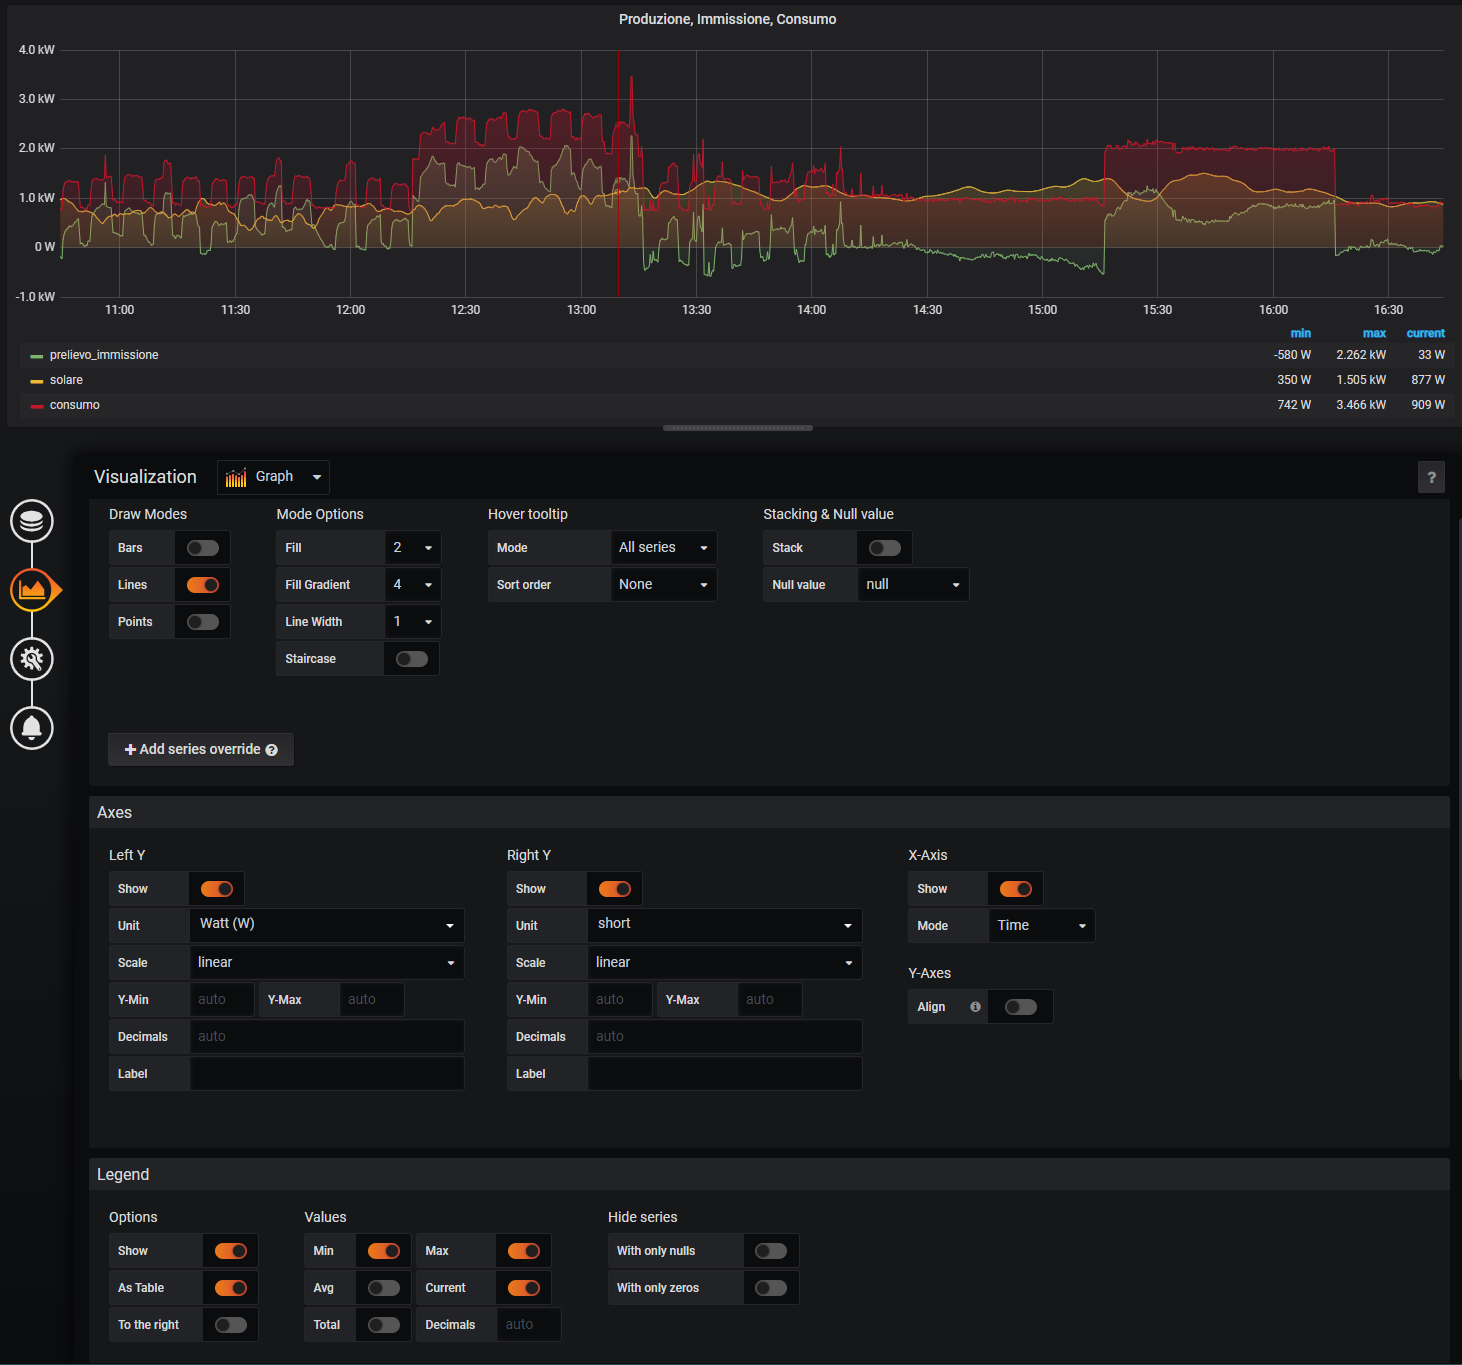 Produzione, Immissione, Consumo
4.0 kW
3.0 kW
2.0 kW
1.0 kW
0 W
-1.0 kW
11:00 11:30 12:00 12:30 13:00 13:30 14:00 14:30 15:00 15:30 16:00 16:30
min max current
prelievo_immissione -580 W 2.262 kW 33 W
solare 350 W 1.505 kW 877 W
consumo 742 W 3.466 kW 909 W
Visualization Graph ?
Draw Modes Mode Options Hover tooltip Stacking & Null value
Bars Fill 2 Mode All series Stack
Lines Fill Gradient 4 Sort order None Null value null
Points Line Width 1
Staircase
+ Add series override ?
Axes
Left Y Right Y X-Axis
Show Show Show
Unit Watt (W) Unit short Mode Time
Scale linear Scale linear
Y-Axes
Y-Min auto Y-Max auto Y-Min auto Y-Max auto Align i
Decimals auto Decimals auto
Label Label
Legend
Options Values Hide series
Show Min Max With only nulls
As Table Avg Current With only zeros
To the right Total Decimals auto